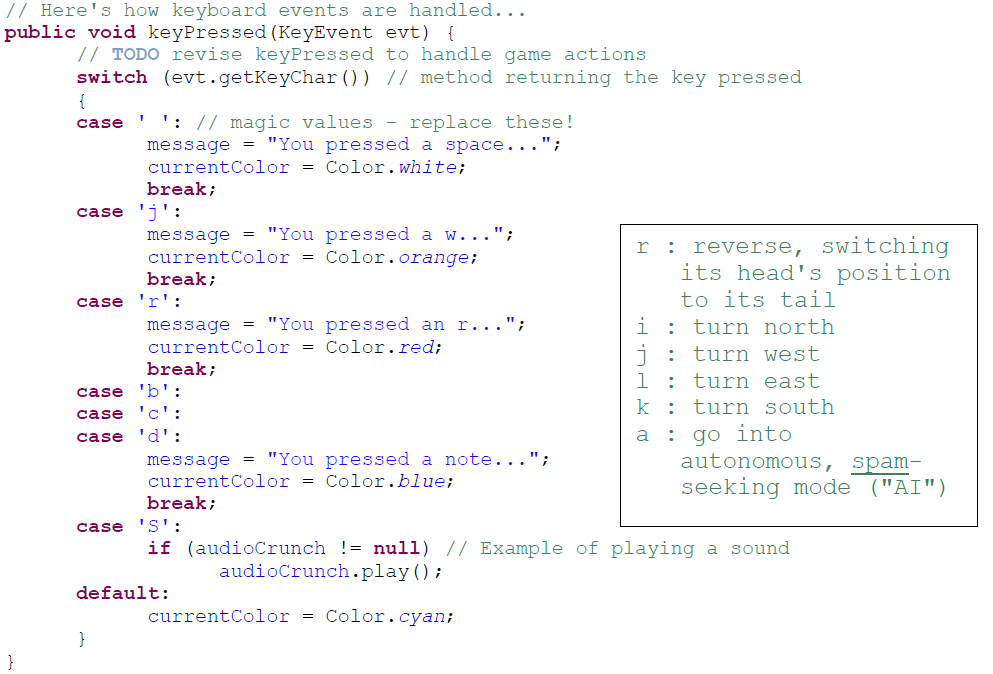 // Here's how keyboard events are handled...
public void keyPressed(KeyEvent evt) {
// TODO revise keyPressed to handle game actions
switch (evt.getKeyChar()) // method returning the key pressed
{
case ' ': // magic values - replace these!
message = "You pressed a space...";
currentColor = Color.white;
break;
case 'j':
message = "You pressed a w...";
currentColor = Color.orange;
break;
case 'r':
message = "You pressed an r...";
currentColor = Color.red;
break;
case 'b':
case 'c':
case 'd':
message = "You pressed a note...";
currentColor = Color.blue;
break;
case 'S':
if (audioCrunch != null) // Example of playing a sound
audioCrunch.play();
default:
currentColor = Color.cyan;
}
}
r : reverse, switching
its head's position
to its tail
i : turn north
j : turn west
l : turn east
k : turn south
a : go into
autonomous, spam-
seeking mode ("AI")